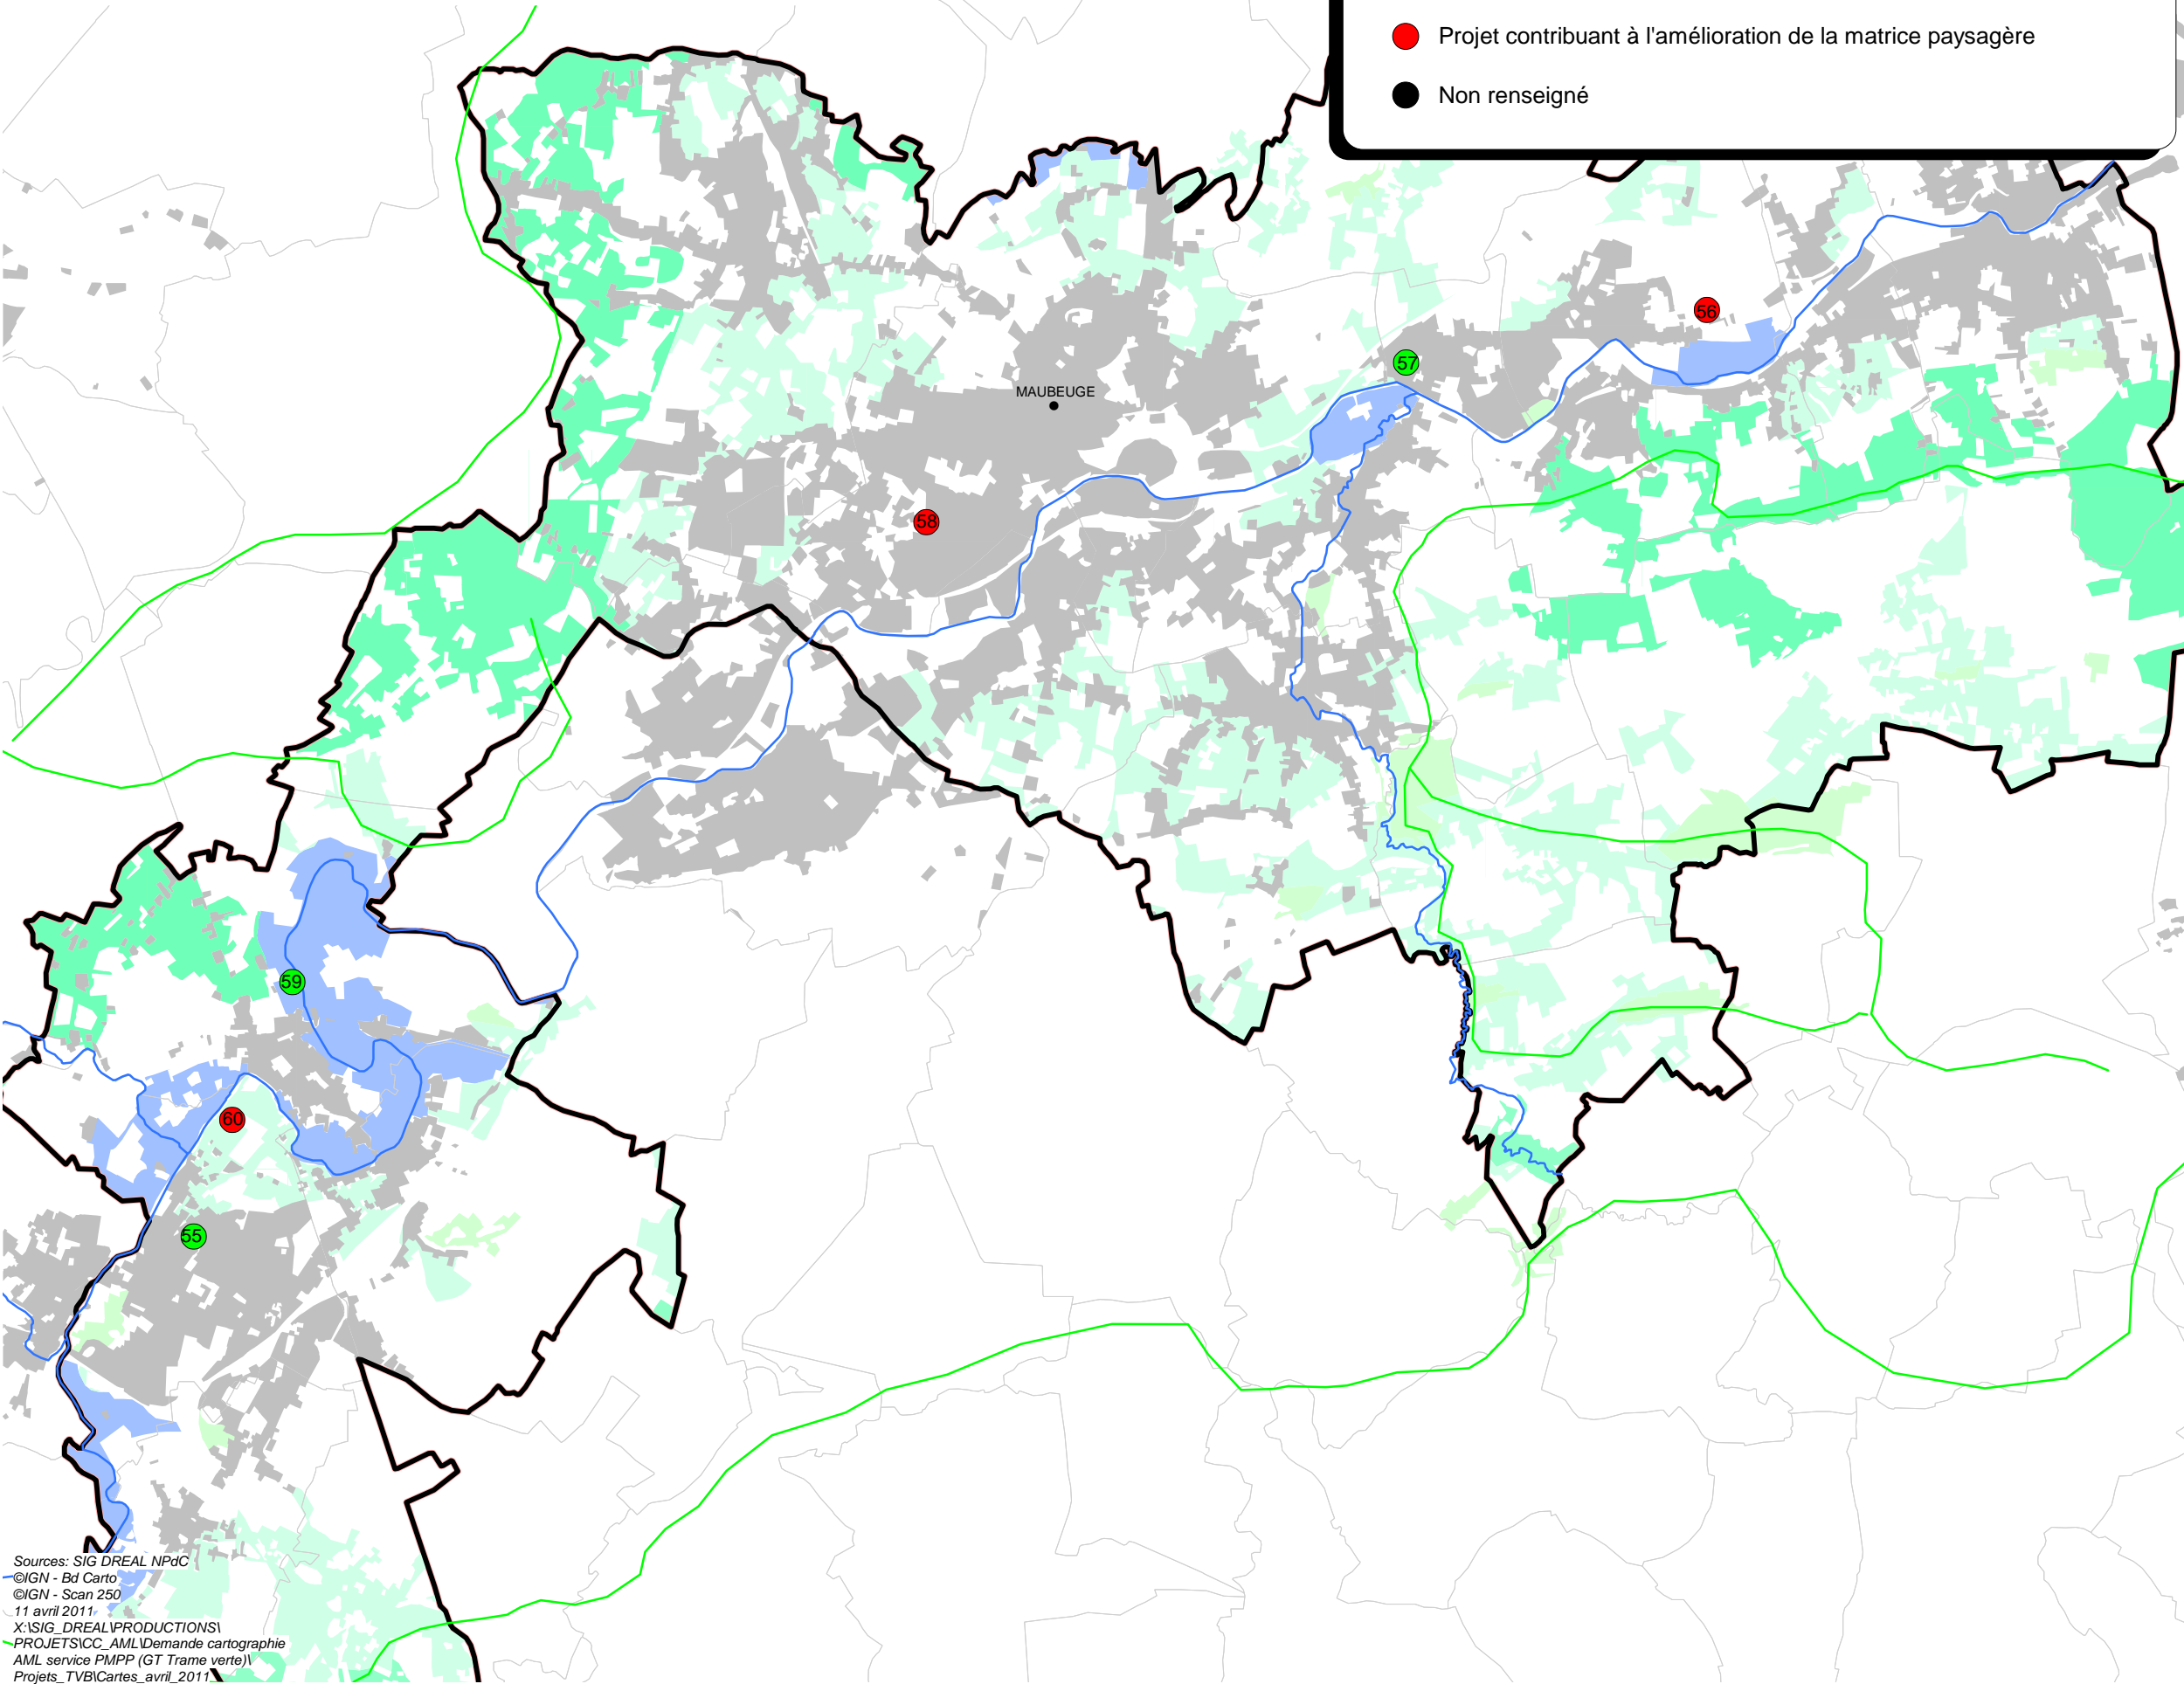 Projet contribuant à l'amélioration de la matrice paysagère
Non renseigné
56
57
MAUBEUGE
58
59
60
55
Sources: SIG DREAL NPdC
©IGN - Bd Carto
©IGN - Scan 250
11 avril 2011
X:\SIG_DREAL\PRODUCTIONS\
PROJETS\CC_AML\Demande cartographie
AML service PMPP (GT Trame verte)\
Projets_TVB\Cartes_avril_2011